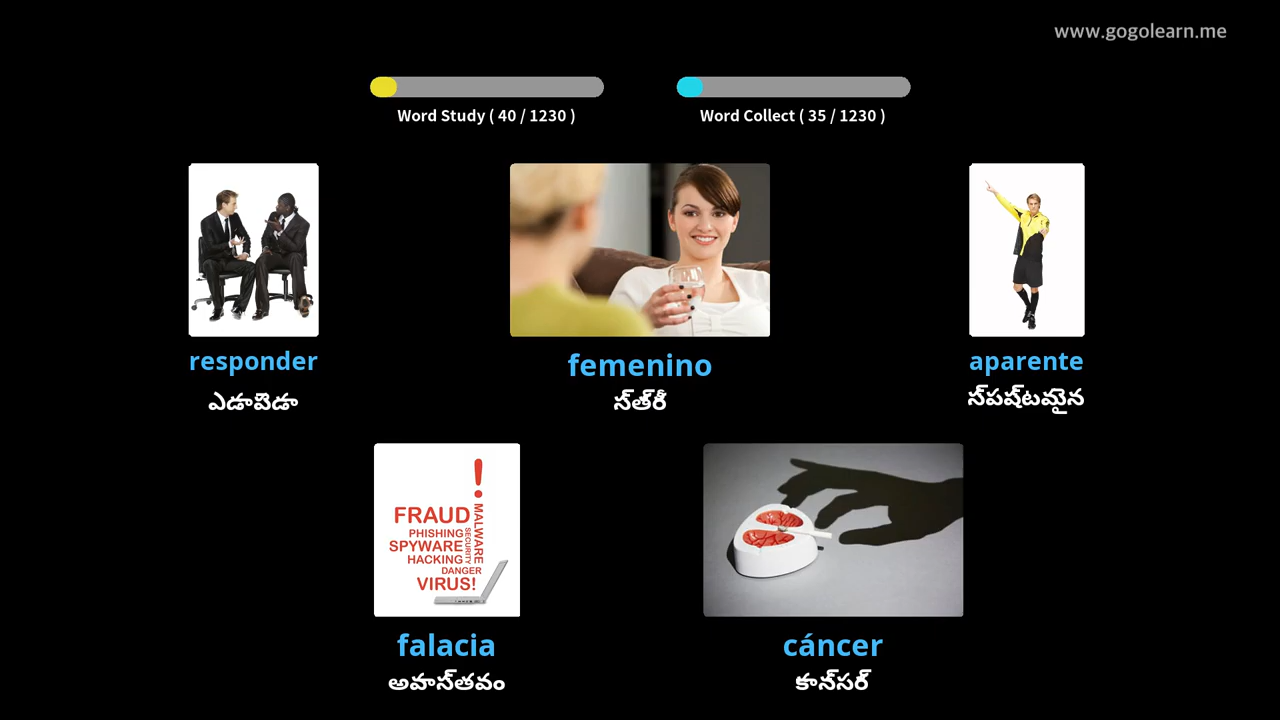 www.gogolearn.me
Word Study ( 40 / 1230 )
Word Collect ( 35 / 1230 )
responder
ఎడాపెడా
femenino
స్త్రీ
aparente
స్పష్టమైన
FRAUD
PHISHING
SPYWARE
HACKING
DANGER
VIRUS!
!
MALWARE
SECURITY
falacia
అవాస్తవం
cáncer
కాన్సర్